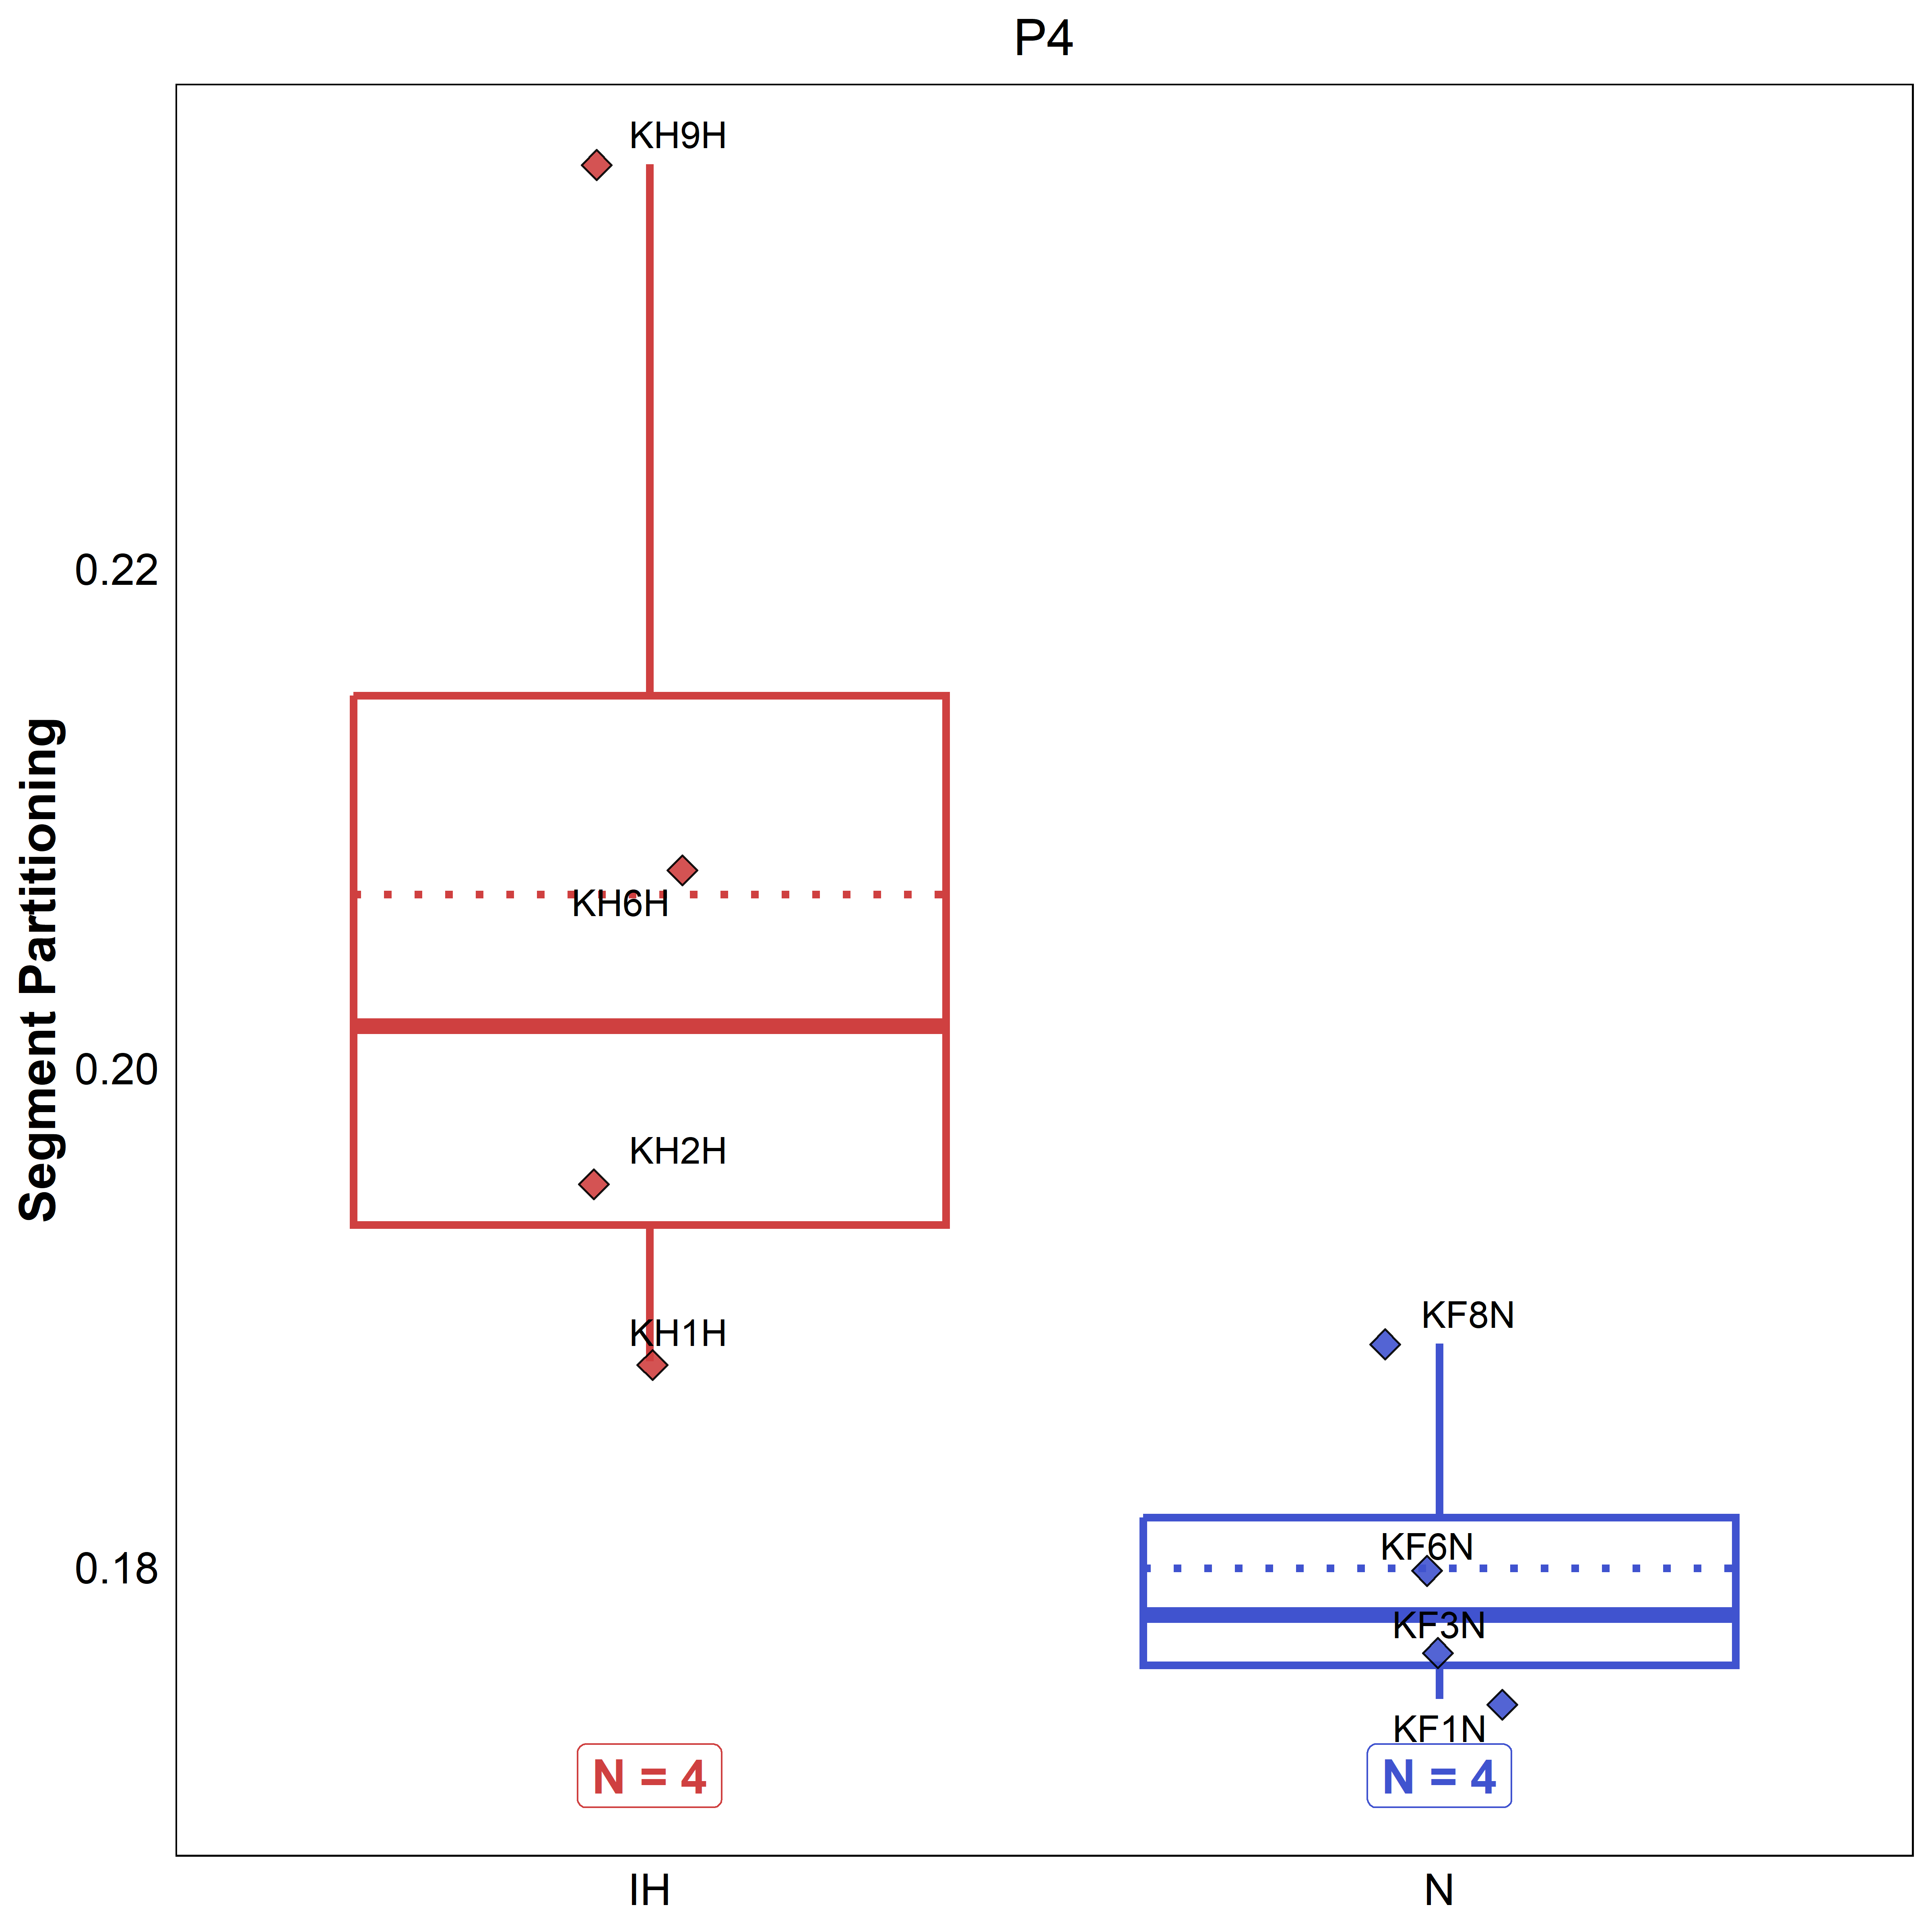 P4
Segment Partitioning
0.22
0.20
0.18
KH9H
KH6H
KH2H
KH1H
KF8N
KF6N
KF3N
KF1N
N = 4
N = 4
IH
N